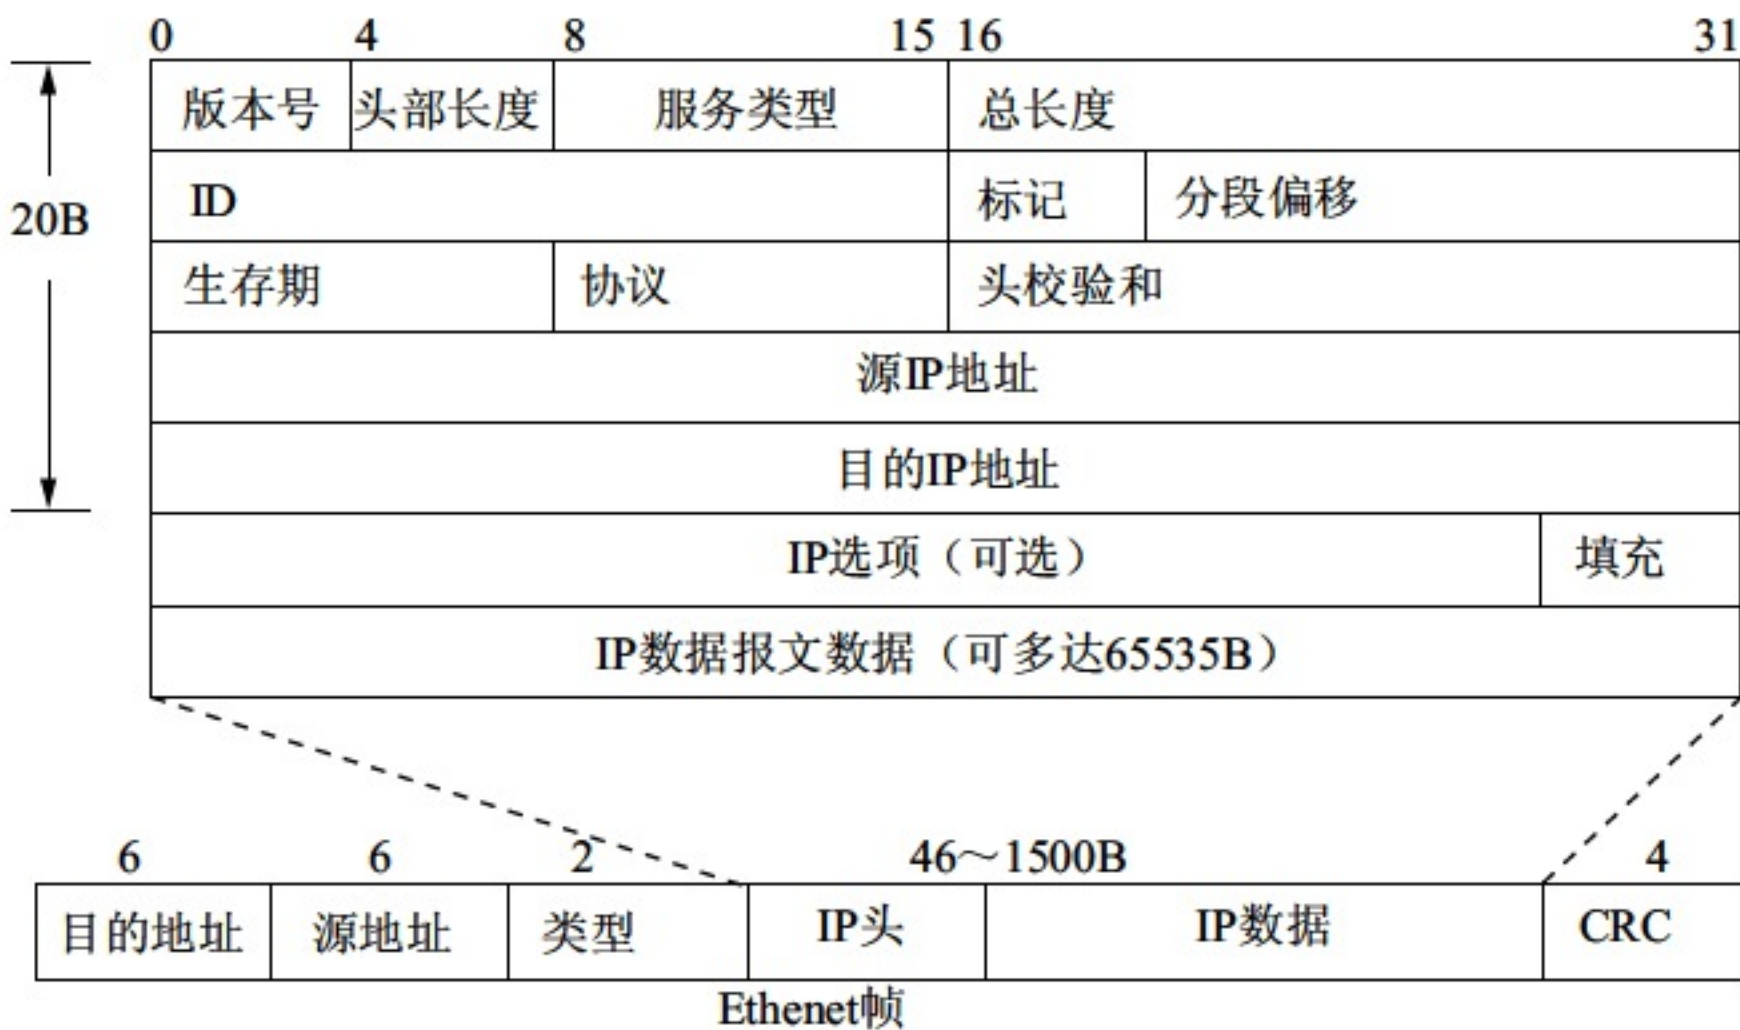 0 4 8 15 16 31
版本号 头部长度 服务类型 总长度
20B ID 标记 分段偏移
生存期 协议 头校验和
源IP地址
目的IP地址
IP选项（可选） 填充
IP数据报文数据（可多达65535B）
6 6 2 46～1500B 4
目的地址 源地址 类型 IP头 IP数据 CRC
Ethenet帧